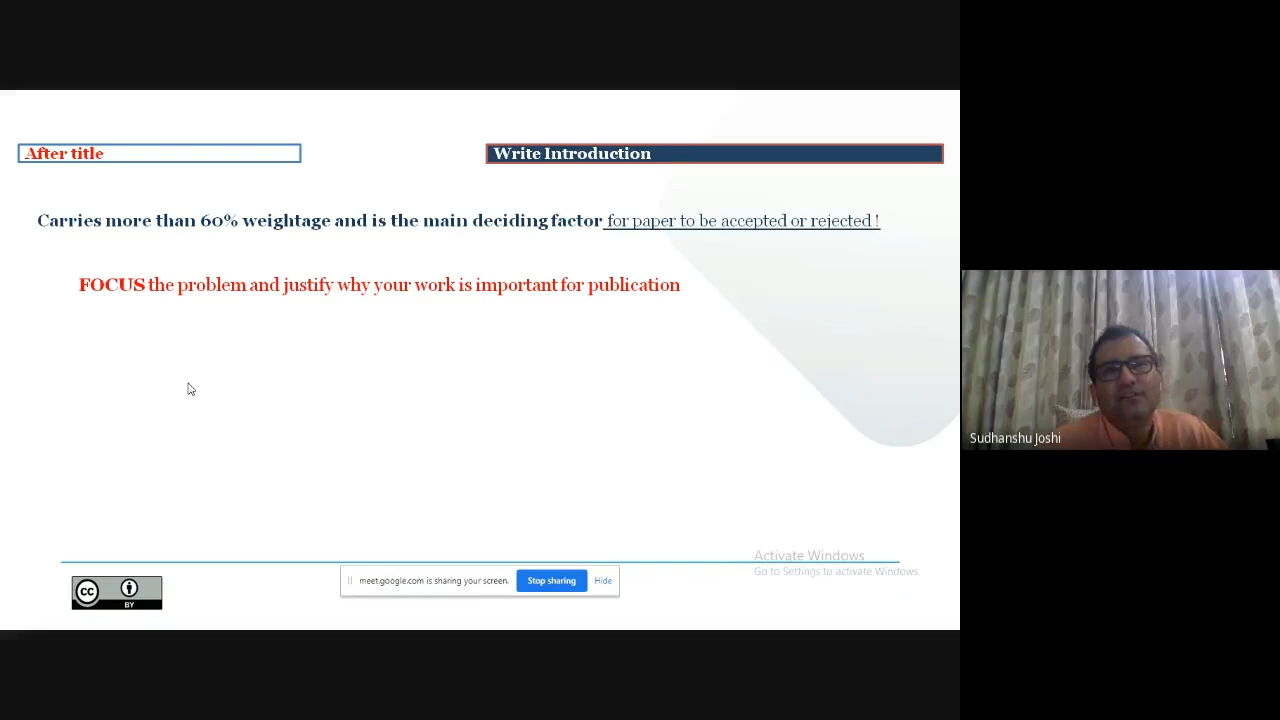 After title
Write Introduction
Carries more than 60% weightage and is the main deciding factor for paper to be accepted or rejected !
FOCUS the problem and justify why your work is important for publication
Sudhanshu Joshi
Activate Windows
Go to Settings to activate Windows.
meet.google.com is sharing your screen. Stop sharing Hide
cc
BY